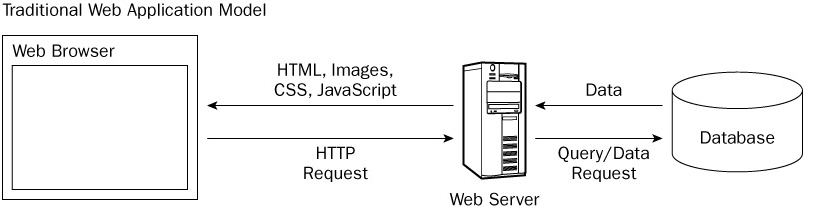 Traditional Web Application Model
Web Browser
HTML, Images,
CSS, JavaScript
HTTP
Request
Web Server
Data
Query/Data
Request
Database